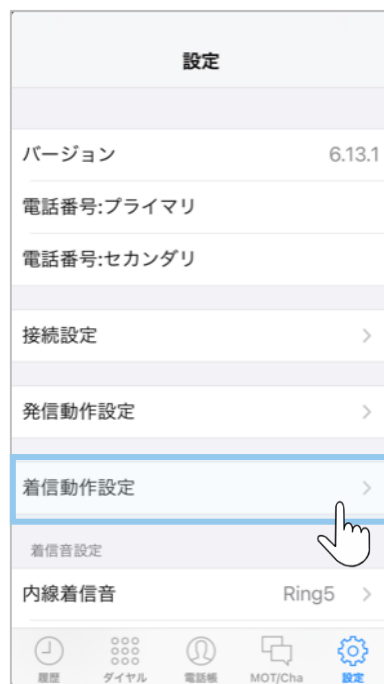 設定
バージョン 6.13.1
電話番号:プライマリ
電話番号:セカンダリ
接続設定
発信動作設定
着信動作設定
着信音設定
内線着信音 Ring5
履歴 ダイヤル 電話帳 MOT/Cha 設定